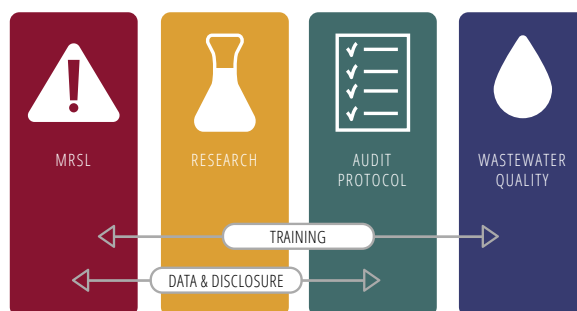 MRSL
RESEARCH
AUDIT
PROTOCOL
WASTEWATER
QUALITY
TRAINING
DATA & DISCLOSURE